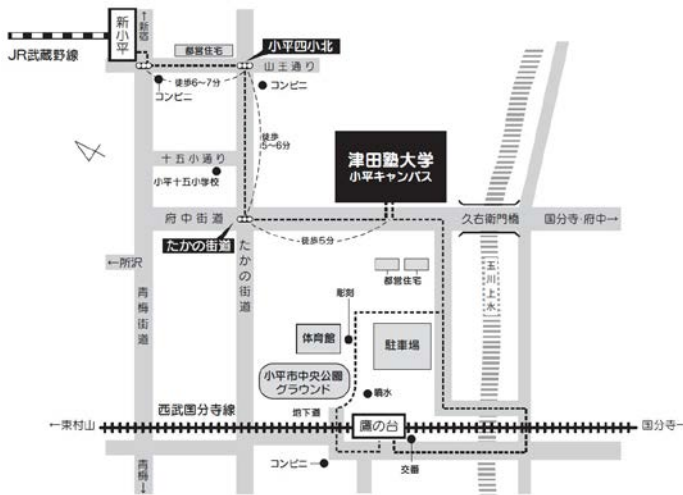 ←新宿
新小平
JR武蔵野線
都営住宅
小平四小北
山王通り
徒歩6〜7分
コンビニ
コンビニ
徒歩
5〜6分
津田塾大学
小平キャンパス
十五小通り
小平十五小学校
府中街道
久右衛門橋
国分寺・府中→
たかの街道
徒歩5分
←所沢
青梅街道
たかの街道
都営住宅
玉川上水
彫刻
体育館
駐車場
小平市中央公園
グラウンド
噴水
西武国分寺線
地下道
←東村山
鷹の台
国分寺→
交番
コンビニ
青梅→